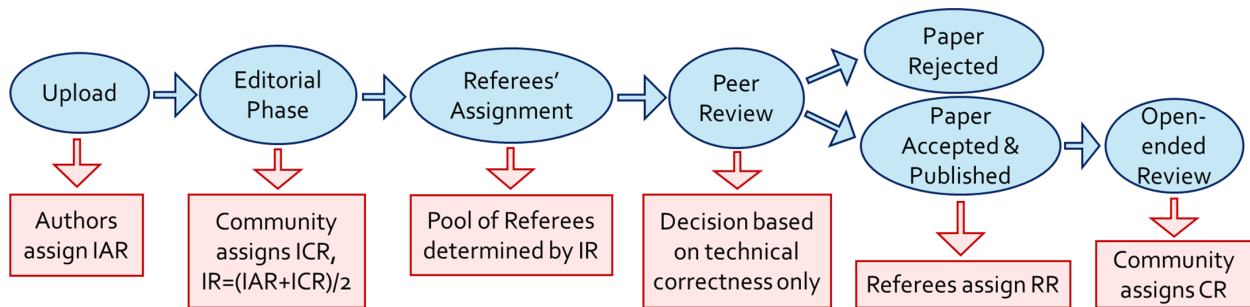 Upload
Editorial
Phase
Referees'
Assignment
Peer
Review
Paper
Rejected
Paper
Accepted &
Published
Open-
ended
Review
Authors
assign IAR
Community
assigns ICR,
IR=(IAR+ICR)/2
Pool of Referees
determined by IR
Decision based
on technical
correctness only
Referees assign RR
Community
assigns CR